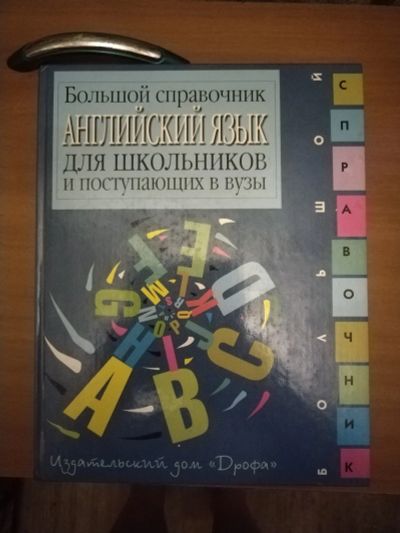 Большой справочник
АНГЛИЙСКИЙ ЯЗЫК
ДЛЯ ШКОЛЬНИКОВ
И ПОСТУПАЮЩИХ В ВУЗЫ
БОЛЬШОЙ
СПРАВОЧНИК
A B C D E F G H I J K L M N O P Q R S
Издательский дом «Дрофа»